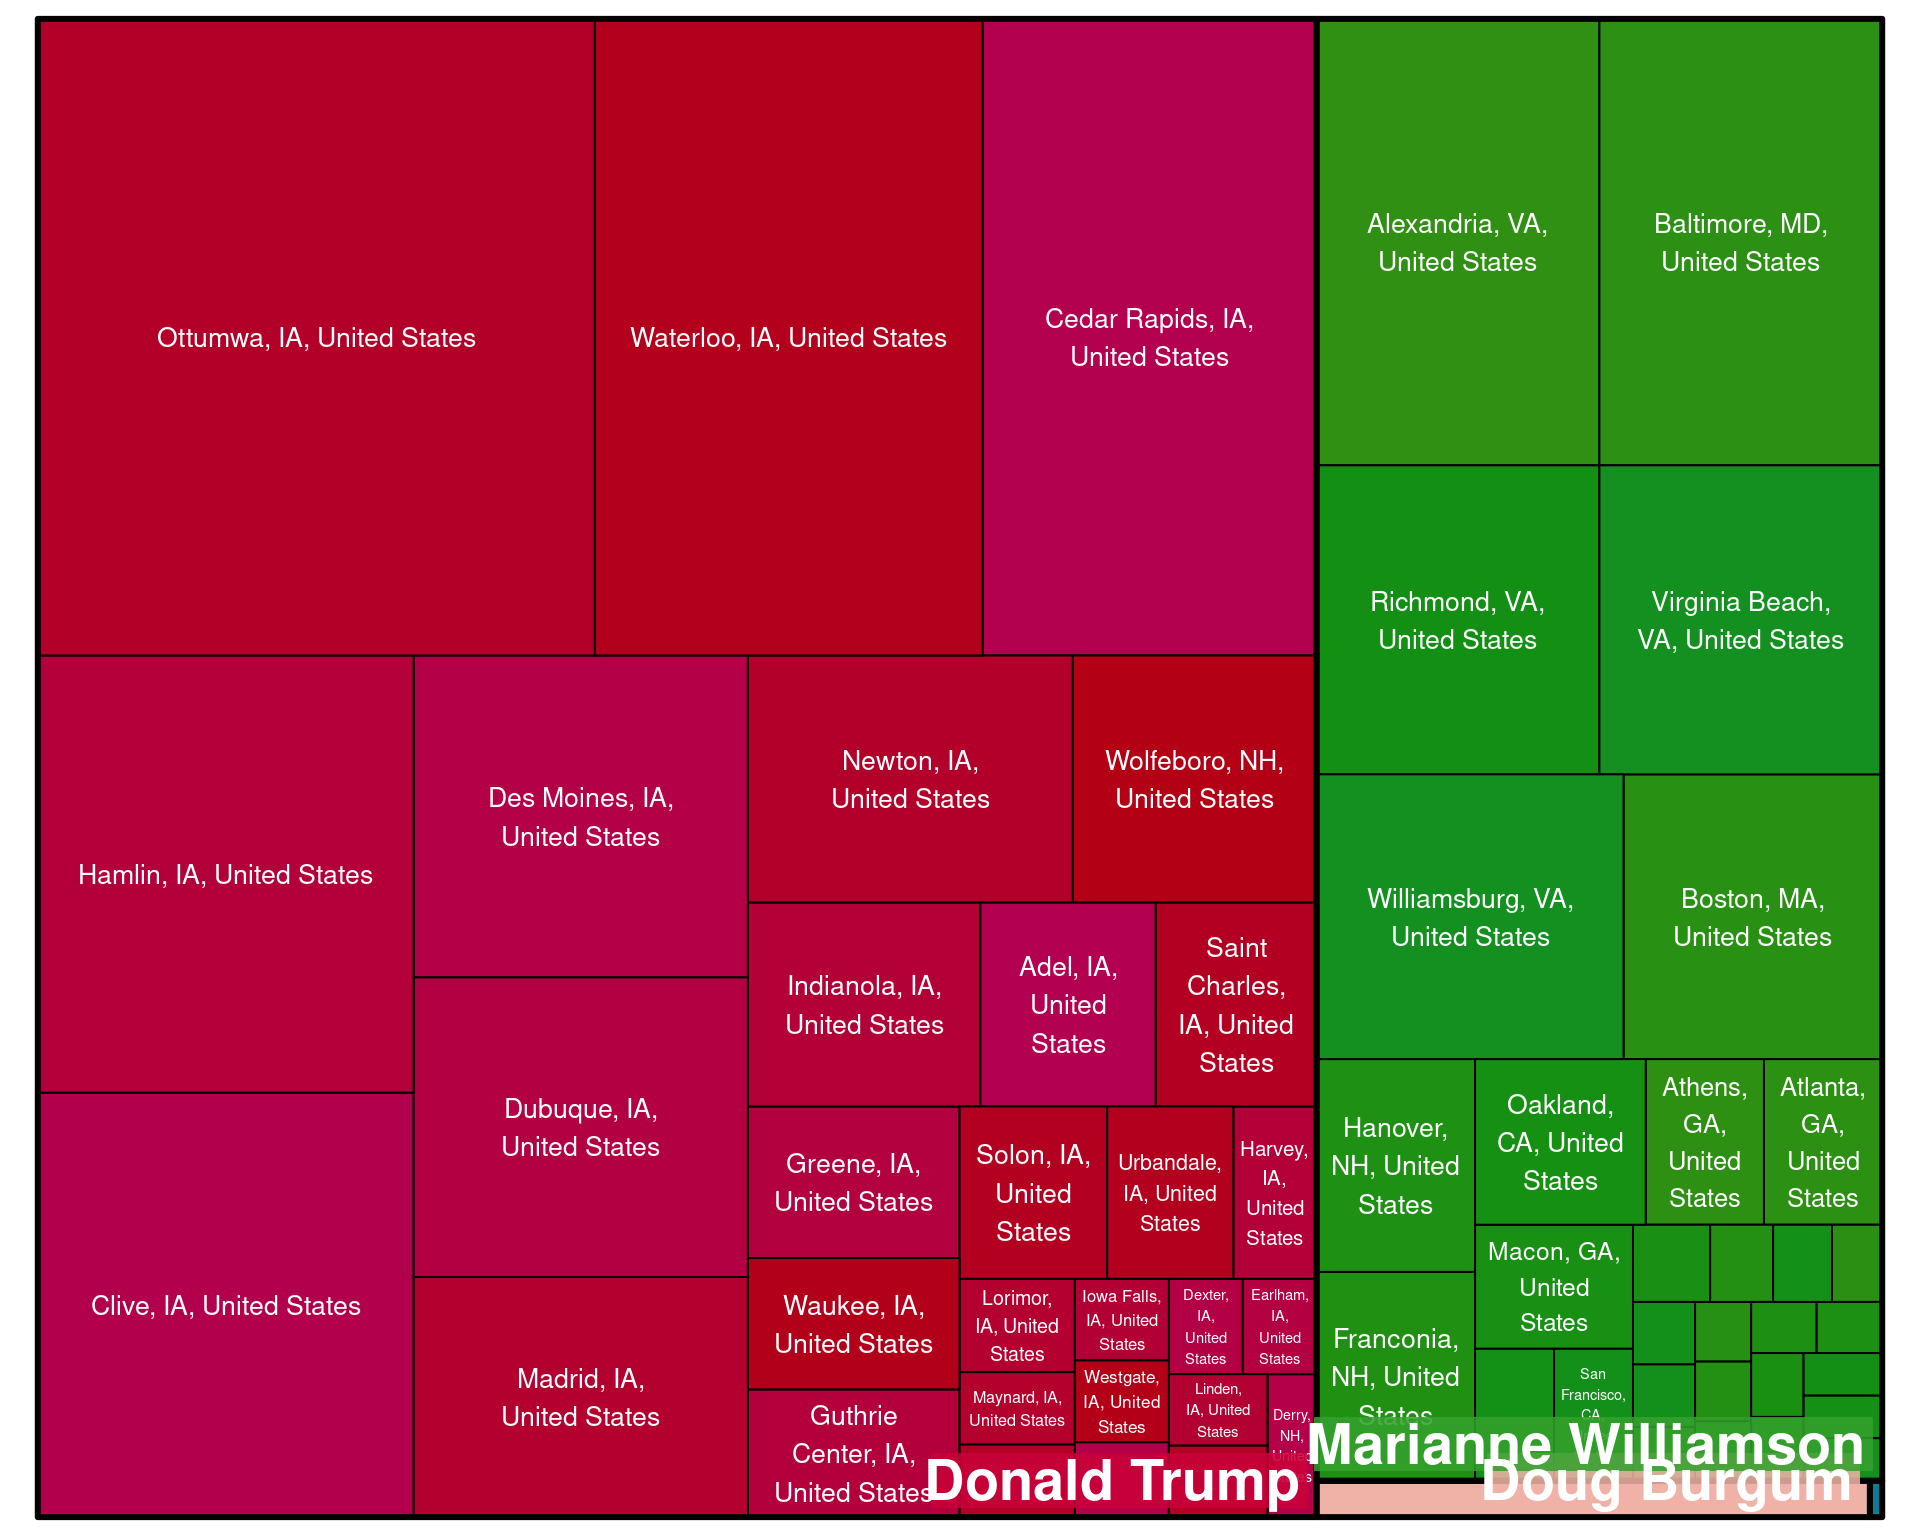 Ottumwa, IA, United States
Waterloo, IA, United States
Cedar Rapids, IA,
United States
Hamlin, IA, United States
Clive, IA, United States
Des Moines, IA,
United States
Dubuque, IA,
United States
Madrid, IA,
United States
Newton, IA,
United States
Wolfeboro, NH,
United States
Indianola, IA,
United States
Adel, IA,
United
States
Saint
Charles,
IA, United
States
Greene, IA,
United States
Waukee, IA,
United States
Guthrie
Center, IA,
United States
Solon, IA,
United
States
Urbandale,
IA, United
States
Harvey,
IA,
United
States
Lorimor,
IA, United
States
Maynard, IA,
United States
Iowa Falls,
IA, United
States
Westgate,
IA, United
States
Dexter,
IA,
United
States
Earlham,
IA,
United
States
Linden,
IA, United
States
Derry,
NH,
United
Donald Trump
Alexandria, VA,
United States
Baltimore, MD,
United States
Richmond, VA,
United States
Virginia Beach,
VA, United States
Williamsburg, VA,
United States
Boston, MA,
United States
Hanover,
NH, United
States
Franconia,
NH, United
States
Oakland,
CA, United
States
Athens,
GA,
United
States
Atlanta,
GA,
United
States
Macon, GA,
United
States
San
Francisco,
CA
Marianne Williamson
Doug Burgum